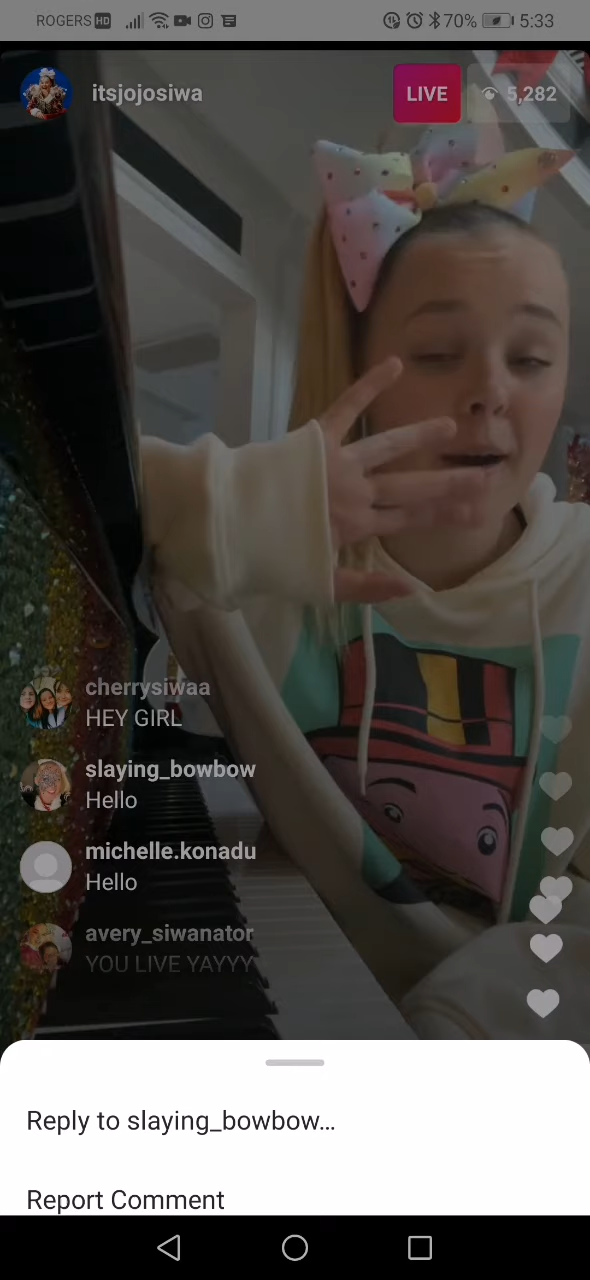 ROGERS HD 70% 5:33
itsjojosiwa LIVE 5,282
cherrysiwaa
HEY GIRL
slaying_bowbow
Hello
michelle.konadu
Hello
avery_siwanator
YOU LIVE YAYYY
Reply to slaying_bowbow...
Report Comment